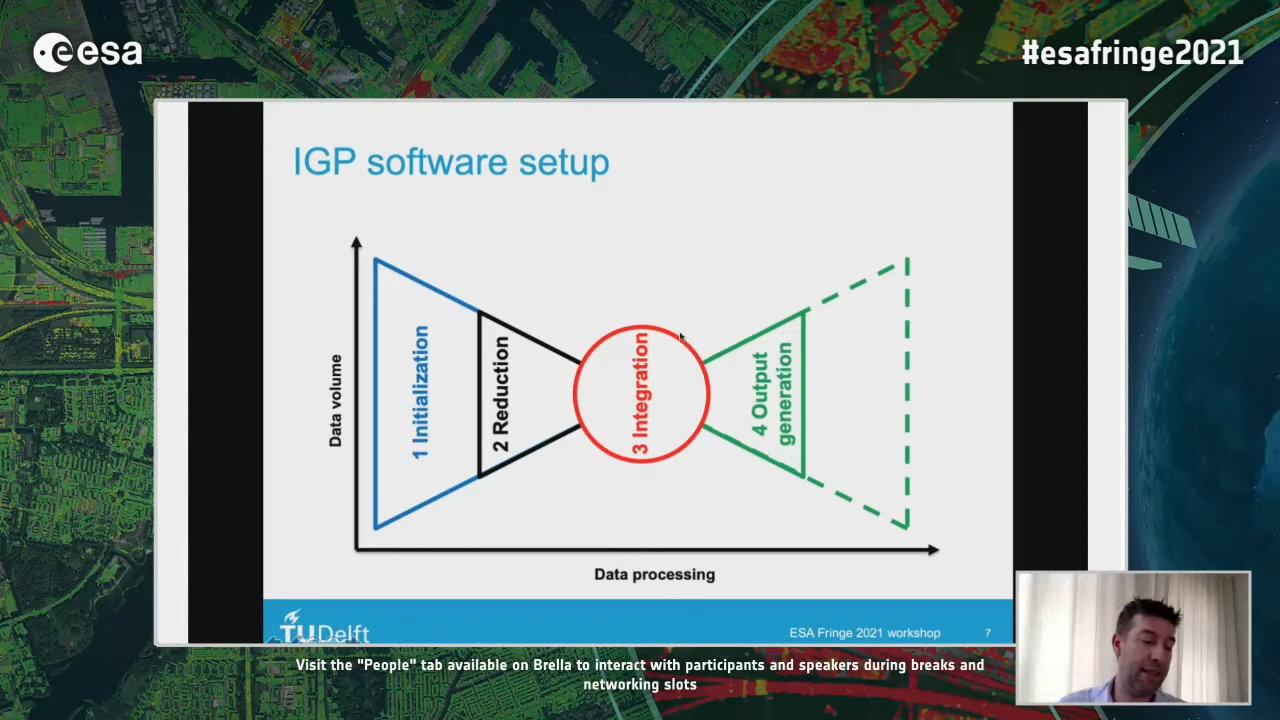 esa
#esafringe2021
IGP software setup
Data volume
1 Initialization
2 Reduction
3 Integration
4 Output
generation
Data processing
TUDelft
ESA Fringe 2021 workshop
7
Visit the "People" tab available on Brella to interact with participants and speakers during breaks and
networking slots